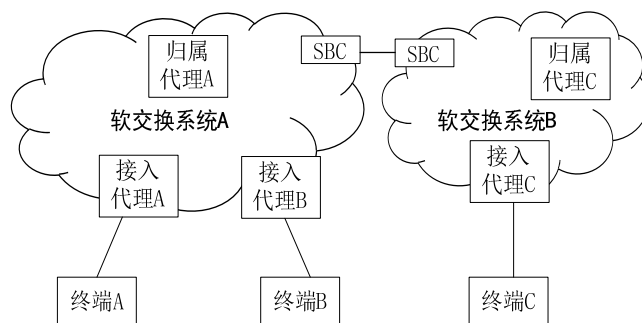 归属
代理A
SBC
SBC
归属
代理C
软交换系统A
软交换系统B
接入
代理A
接入
代理B
接入
代理C
终端A
终端B
终端C